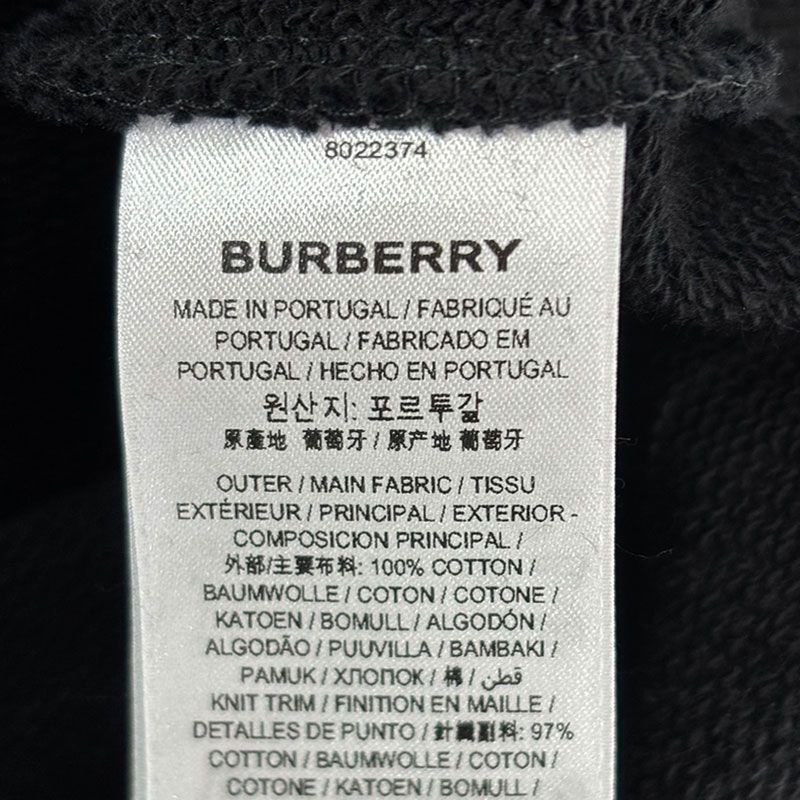 8022374
BURBERRY
MADE IN PORTUGAL / FABRIQUÉ AU
PORTUGAL / FABRICADO EM
PORTUGAL / HECHO EN PORTUGAL
원산지: 포르투갈
原產地 葡萄牙 / 原产地 葡萄牙
OUTER / MAIN FABRIC / TISSU
EXTÉRIEUR / PRINCIPAL / EXTERIOR -
COMPOSICION PRINCIPAL /
外部/主要布料: 100% COTTON /
BAUMWOLLE / COTON / COTONE /
KATOEN / BOMULL / ALGODÓN /
ALGODÃO / PUUVILLA / BAMBAKI /
PAMUK / ХЛОПОК / 棉 / قطن /
KNIT TRIM / FINITION EN MAILLE /
DETALLES DE PUNTO / 針織副料: 97%
COTTON / BAUMWOLLE / COTON /
COTONE / KATOEN / BOMULL /